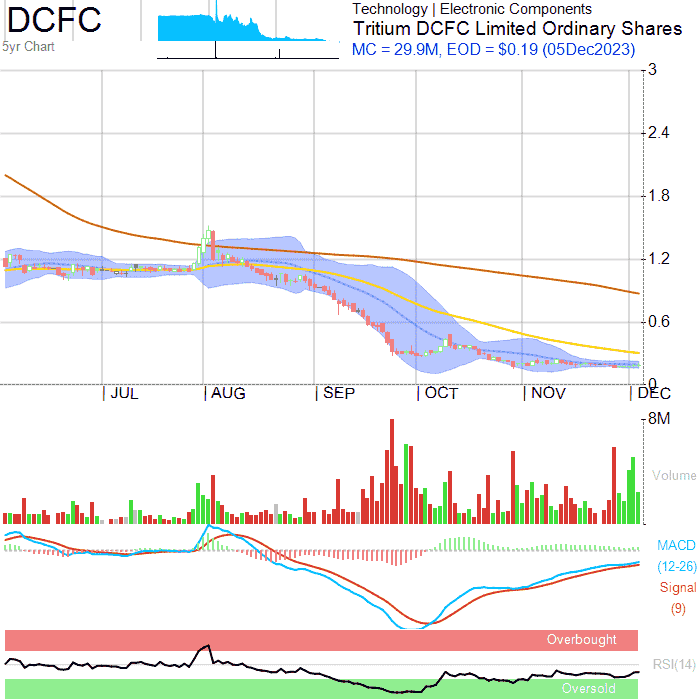 DCFC
5yr Chart
Technology | Electronic Components
Tritium DCFC Limited Ordinary Shares
MC = 29.9M, EOD = $0.19 (05Dec2023)
3
2.4
1.8
1.2
0.6
0
JUL AUG SEP OCT NOV DEC
8M
Volume
MACD
(12-26)
Signal
(9)
Overbought
RSI(14)
Oversold